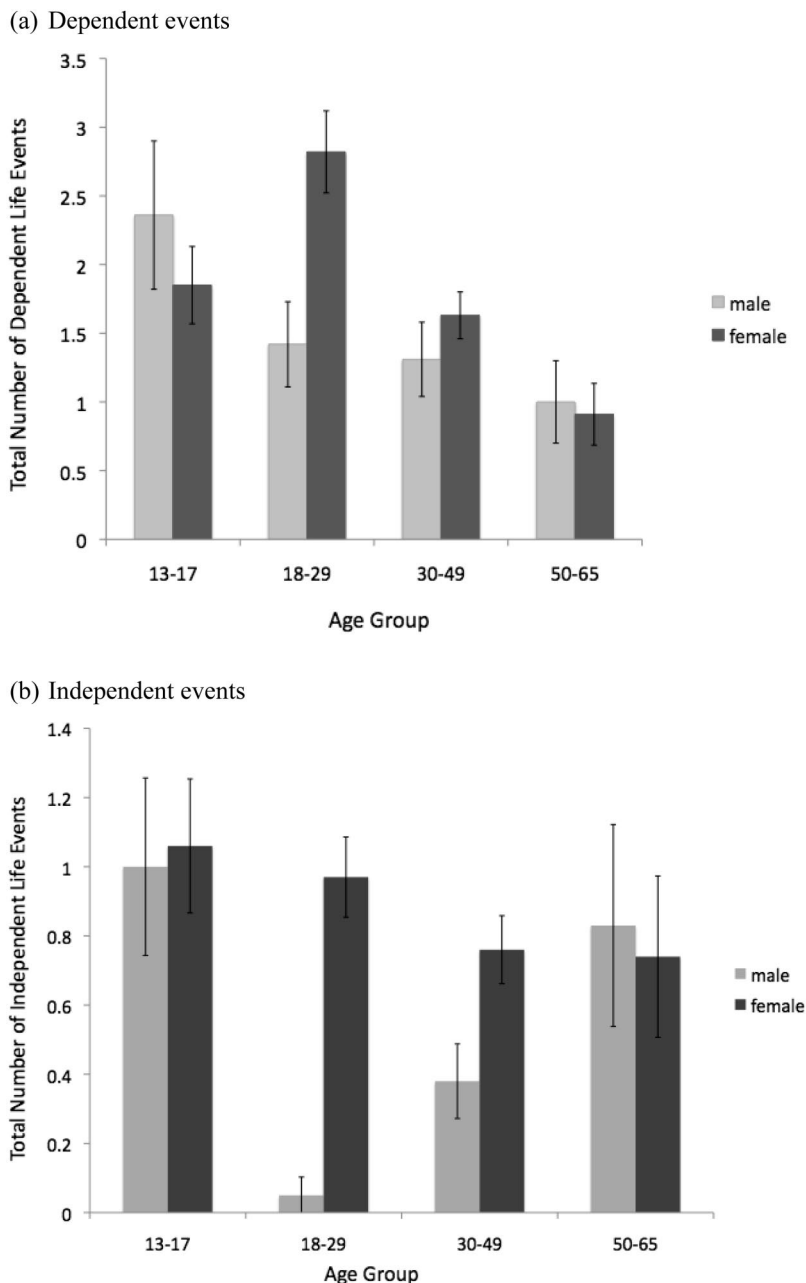 (a) Dependent events
Total Number of Dependent Life Events
3.5
3
2.5
2
1.5
1
0.5
0
13-17 18-29 30-49 50-65
Age Group
male
female
(b) Independent events
Total Number of Independent Life Events
1.4
1.2
1
0.8
0.6
0.4
0.2
0
13-17 18-29 30-49 50-65
Age Group
male
female